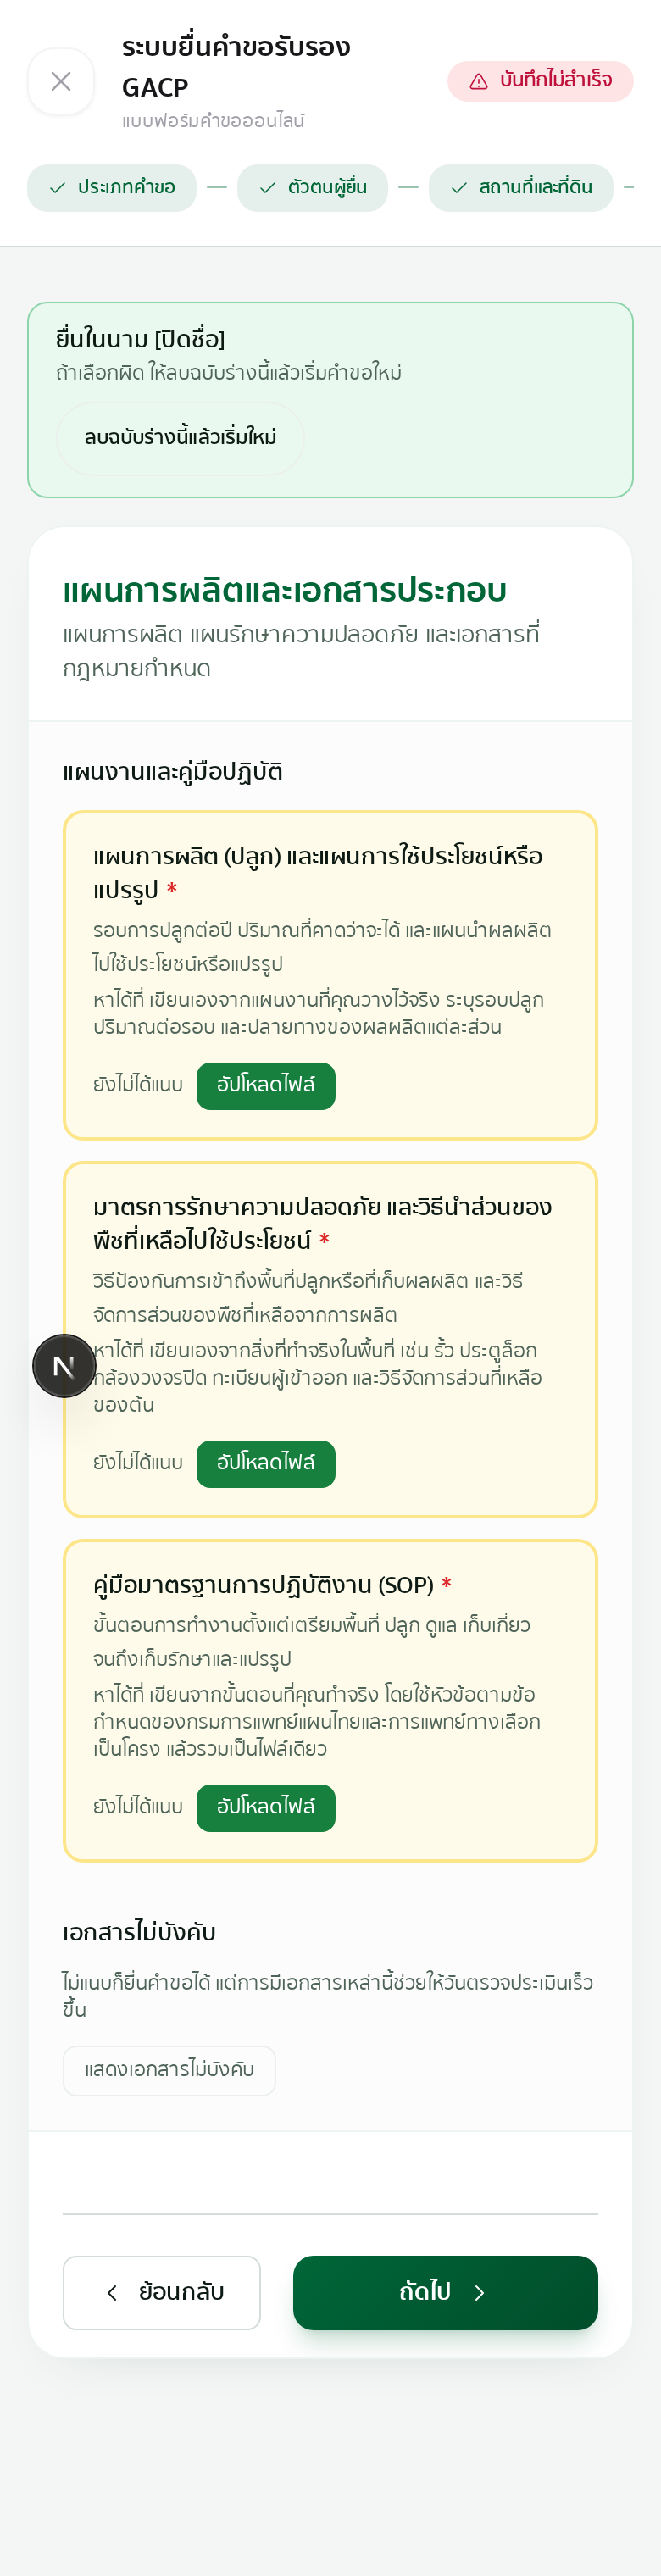 ระบบยื่นคำขอรับรอง
GACP
แบบฟอร์มคำขอออนไลน์
บันทึกไม่สำเร็จ
ประเภทคำขอ
ตัวตนผู้ยื่น
สถานที่และที่ดิน
ยื่นในนาม [ปิดชื่อ]
ถ้าเลือกผิด ให้ลบฉบับร่างนี้แล้วเริ่มคำขอใหม่
ลบฉบับร่างนี้แล้วเริ่มใหม่
แผนการผลิตและเอกสารประกอบ
แผนการผลิต แผนรักษาความปลอดภัย และเอกสารที่
กฎหมายกำหนด
แผนงานและคู่มือปฏิบัติ
แผนการผลิต (ปลูก) และแผนการใช้ประโยชน์หรือ
แปรรูป *
รอบการปลูกต่อปี ปริมาณที่คาดว่าจะได้ และแผนนำผลผลิต
ไปใช้ประโยชน์หรือแปรรูป
หาได้ที่ เขียนเองจากแผนงานที่คุณวางไว้จริง ระบุรอบปลูก
ปริมาณต่อรอบ และปลายทางของผลผลิตแต่ละส่วน
ยังไม่ได้แนบ
อัปโหลดไฟล์
มาตรการรักษาความปลอดภัย และวิธีนำส่วนของ
พืชที่เหลือไปใช้ประโยชน์ *
วิธีป้องกันการเข้าถึงพื้นที่ปลูกหรือที่เก็บผลผลิต และวิธี
จัดการส่วนของพืชที่เหลือจากการผลิต
หาได้ที่ เขียนเองจากสิ่งที่ทำจริงในพื้นที่ เช่น รั้ว ประตูล็อก
กล้องวงจรปิด ทะเบียนผู้เข้าออก และวิธีจัดการส่วนที่เหลือ
ของต้น
N
ยังไม่ได้แนบ
อัปโหลดไฟล์
คู่มือมาตรฐานการปฏิบัติงาน (SOP) *
ขั้นตอนการทำงานตั้งแต่เตรียมพื้นที่ ปลูก ดูแล เก็บเกี่ยว
จนถึงเก็บรักษาและแปรรูป
หาได้ที่ เขียนจากขั้นตอนที่คุณทำจริง โดยใช้หัวข้อตามข้อ
กำหนดของกรมการแพทย์แผนไทยและการแพทย์ทางเลือก
เป็นโครง แล้วรวมเป็นไฟล์เดียว
ยังไม่ได้แนบ
อัปโหลดไฟล์
เอกสารไม่บังคับ
ไม่แนบก็ยื่นคำขอได้ แต่การมีเอกสารเหล่านี้ช่วยให้วันตรวจประเมินเร็ว
ขึ้น
แสดงเอกสารไม่บังคับ
ย้อนกลับ
ถัดไป